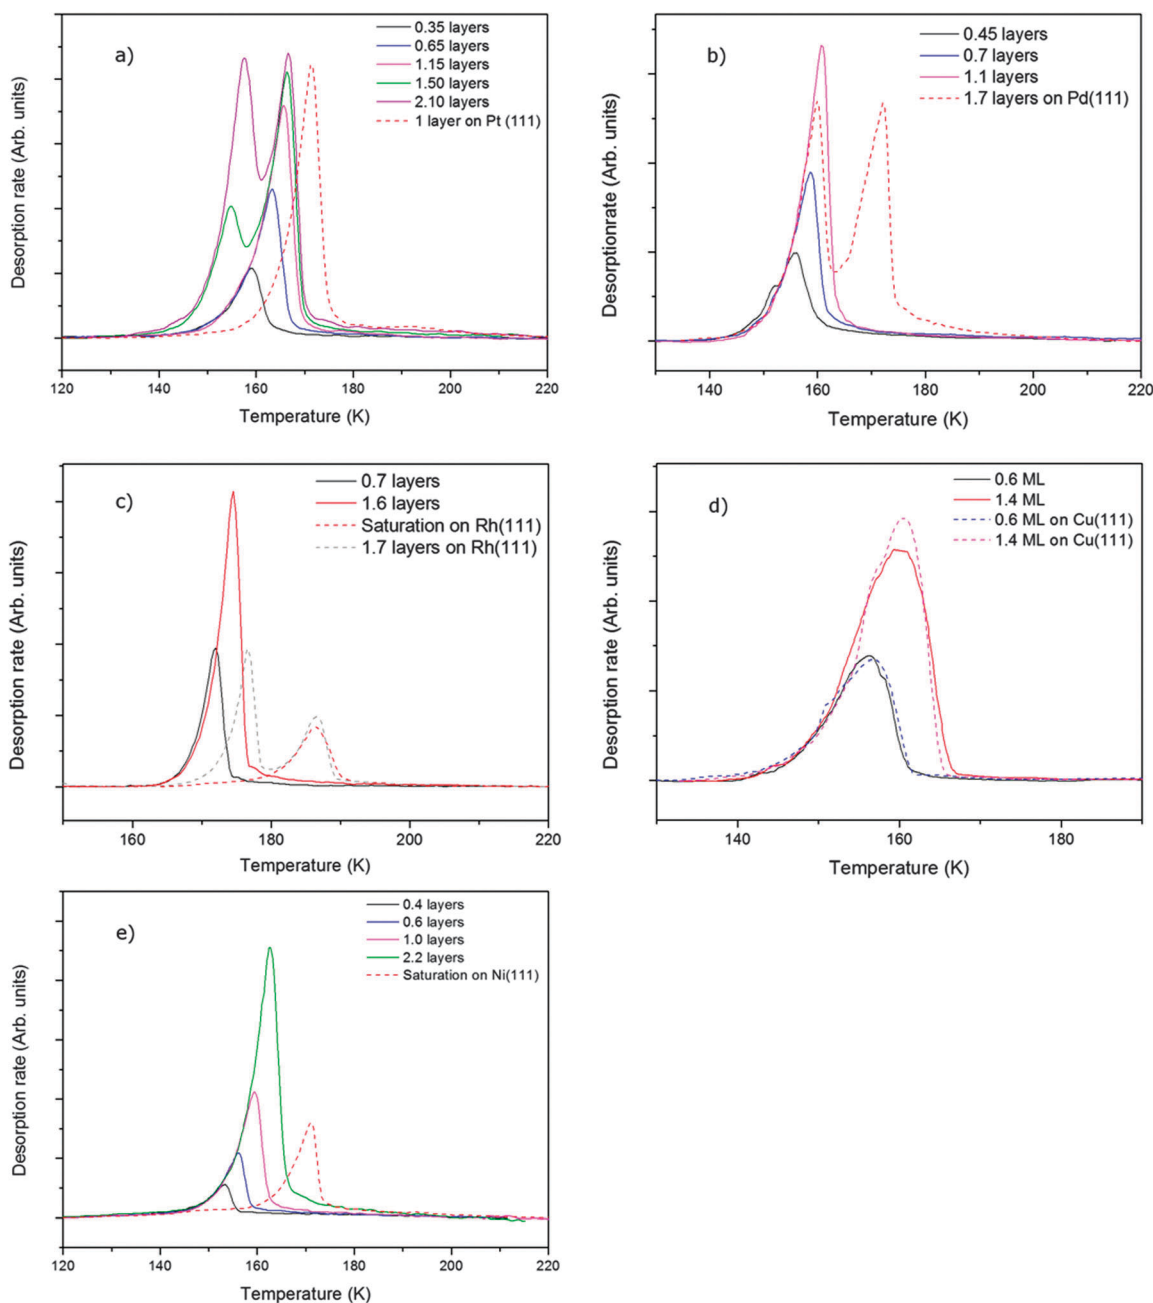 a)
0.35 layers
0.65 layers
1.15 layers
1.50 layers
2.10 layers
1 layer on Pt (111)
Desorption rate (Arb. units)
120 140 160 180 200 220
Temperature (K)
b)
0.45 layers
0.7 layers
1.1 layers
1.7 layers on Pd(111)
Desorptionrate (Arb. units)
140 160 180 200 220
Temperature (K)
c)
0.7 layers
1.6 layers
Saturation on Rh(111)
1.7 layers on Rh(111)
Desorption rate (Arb. units)
160 180 200 220
Temperature (K)
d)
0.6 ML
1.4 ML
0.6 ML on Cu(111)
1.4 ML on Cu(111)
Desorption rate (Arb. units)
140 160 180
Temperature (K)
e)
0.4 layers
0.6 layers
1.0 layers
2.2 layers
Saturation on Ni(111)
Desorption rate (Arb. units)
120 140 160 180 200 220
Temperature (K)